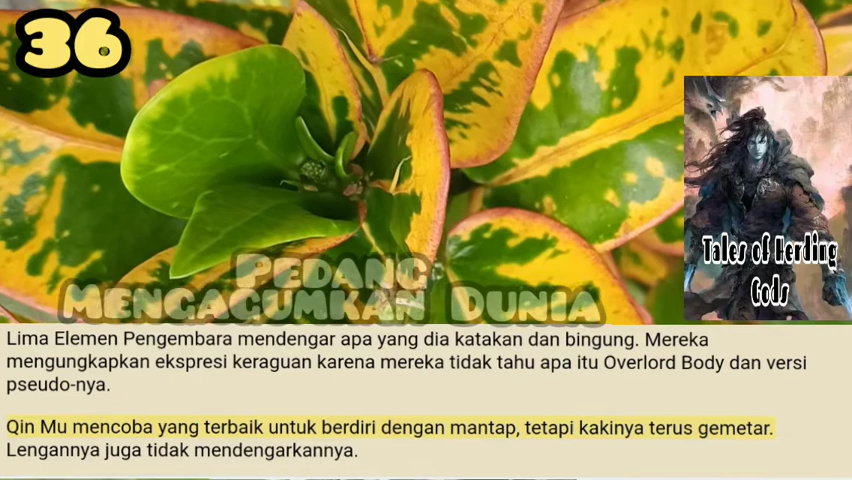 36
PEDANG
MENGAGUMKAN DUNIA
Tales of Herding
Gods
Lima Elemen Pengembara mendengar apa yang dia katakan dan bingung. Mereka
mengungkapkan ekspresi keraguan karena mereka tidak tahu apa itu Overlord Body dan versi
pseudo-nya.
Qin Mu mencoba yang terbaik untuk berdiri dengan mantap, tetapi kakinya terus gemetar.
Lengannya juga tidak mendengarkannya.